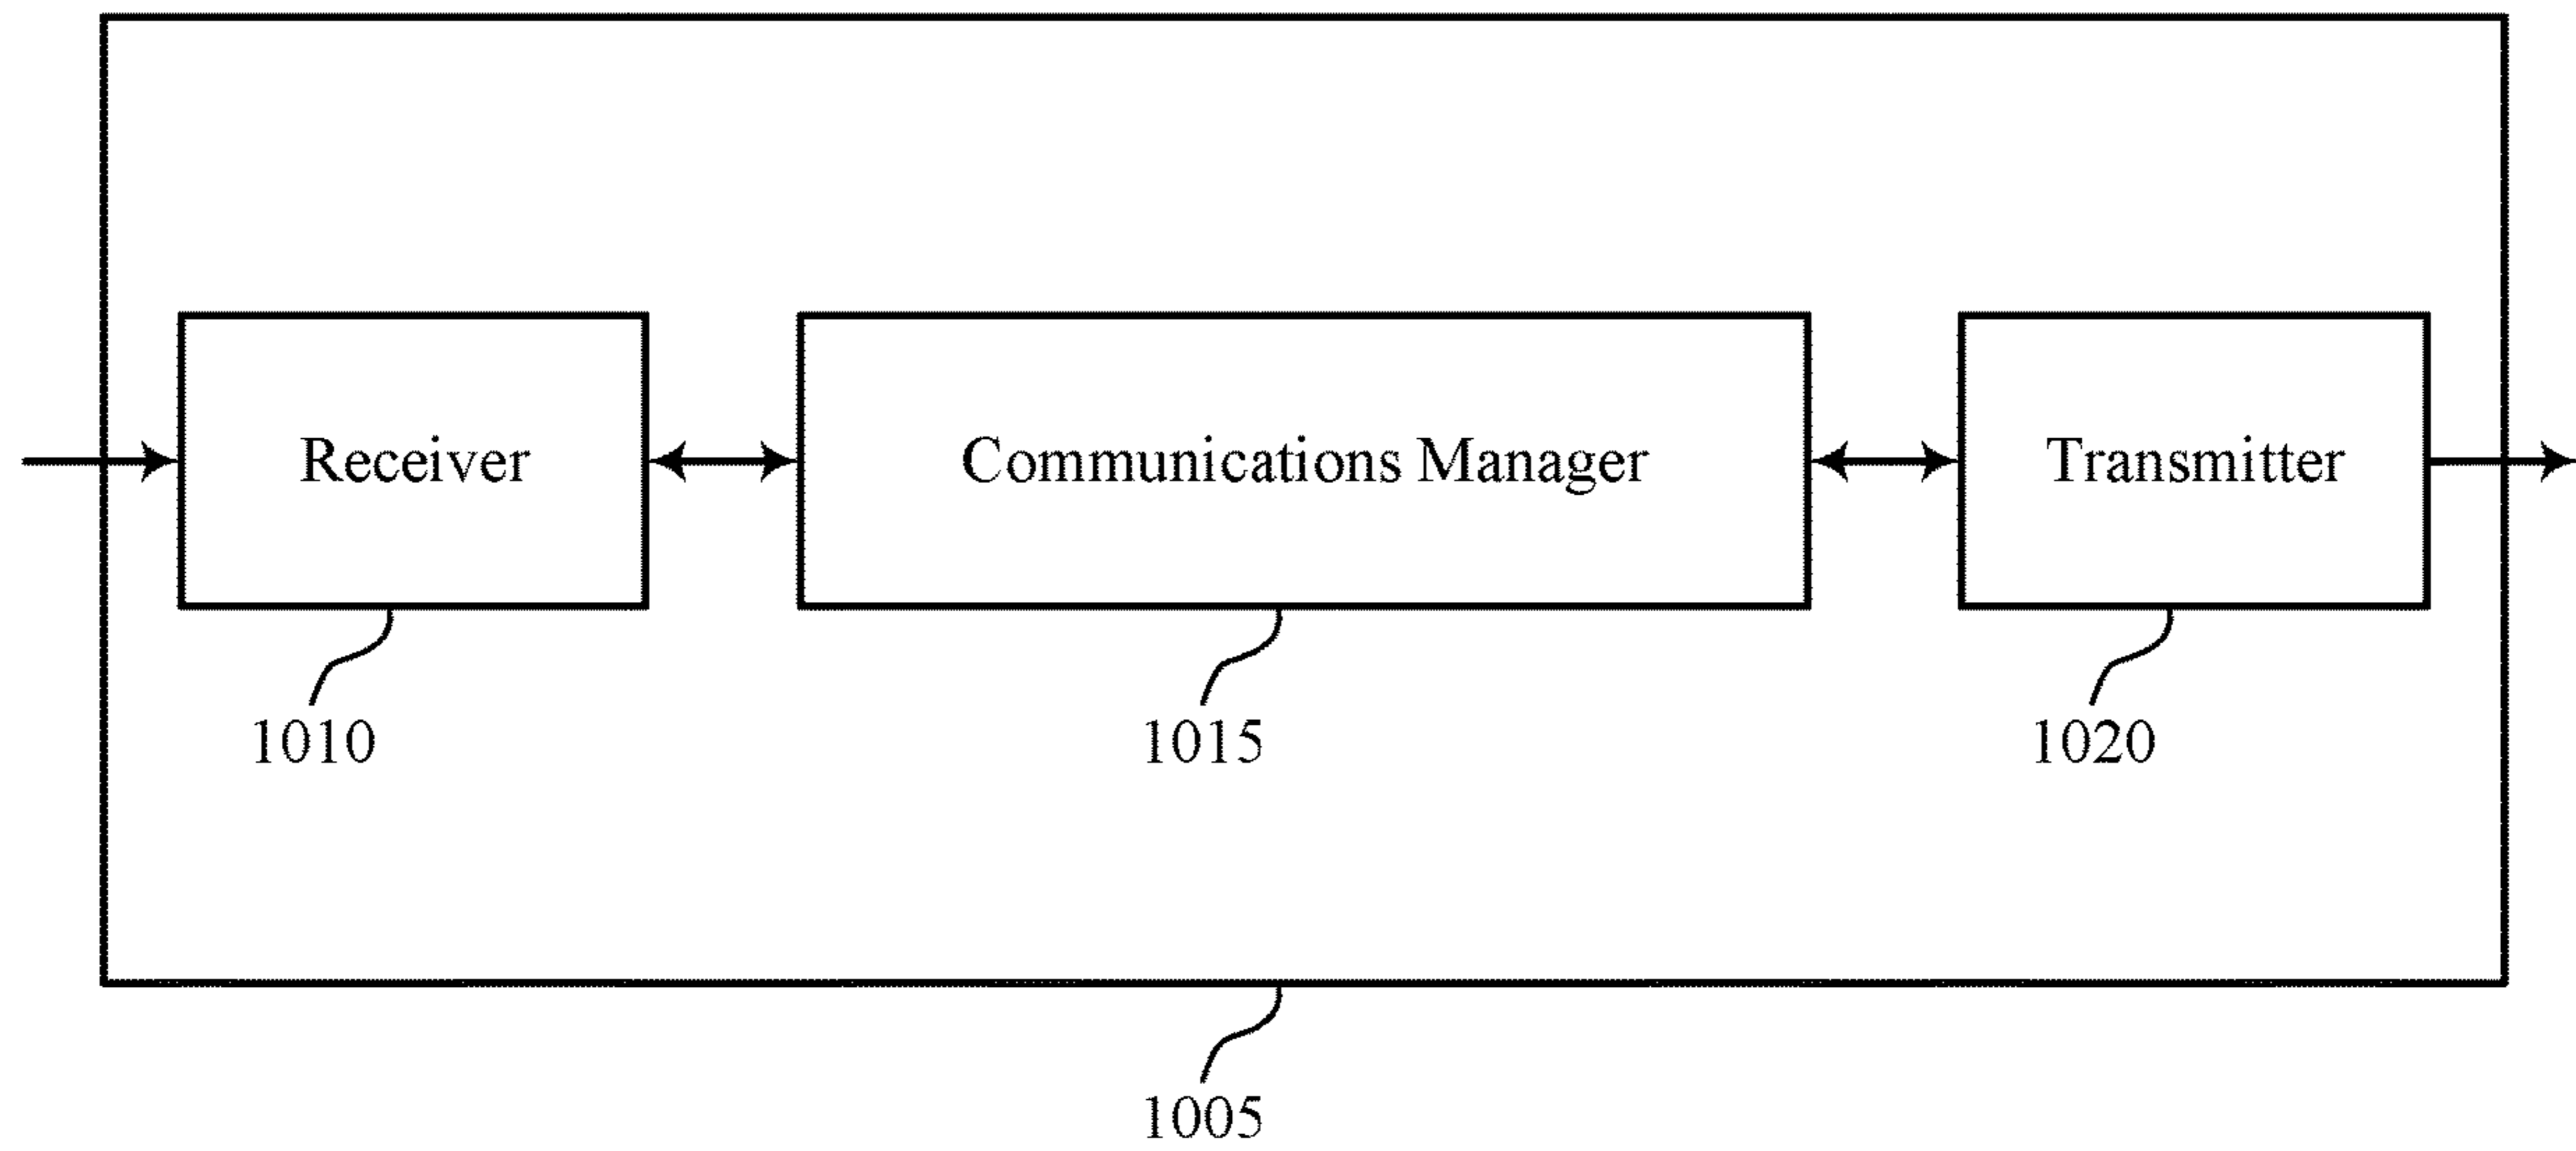 Receiver
Communications Manager
Transmitter
1010
1015
1020
1005